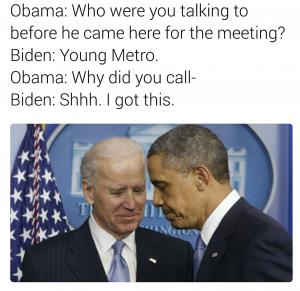 Obama: Who were you talking to
before he came here for the meeting?
Biden: Young Metro.
Obama: Why did you call-
Biden: Shhh. I got this.